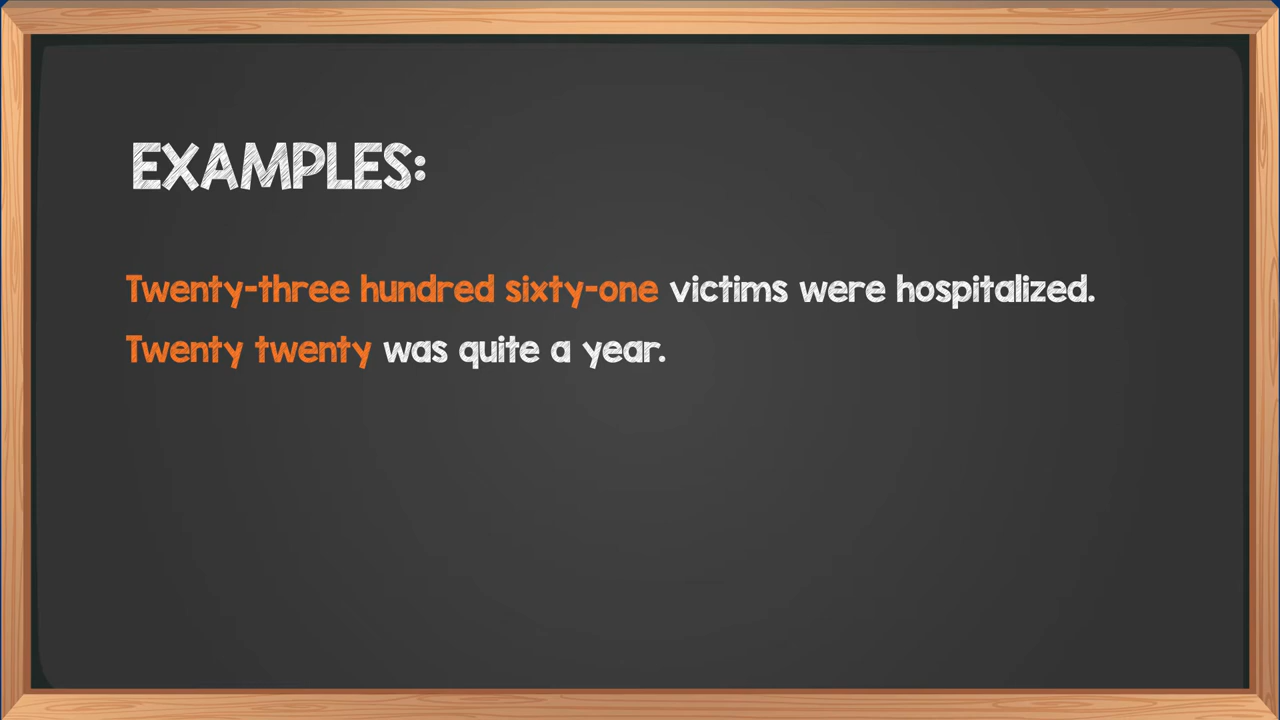 EXAMPLES:
Twenty-three hundred sixty-one victims were hospitalized.
Twenty twenty was quite a year.